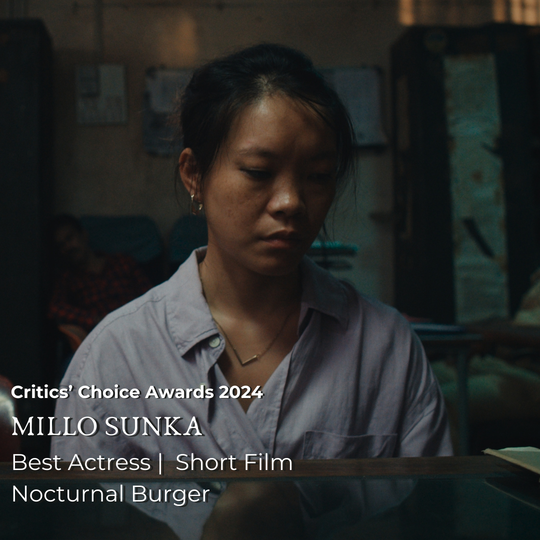 Critics’ Choice Awards 2024
MILLO SUNKA
Best Actress | Short Film
Nocturnal Burger